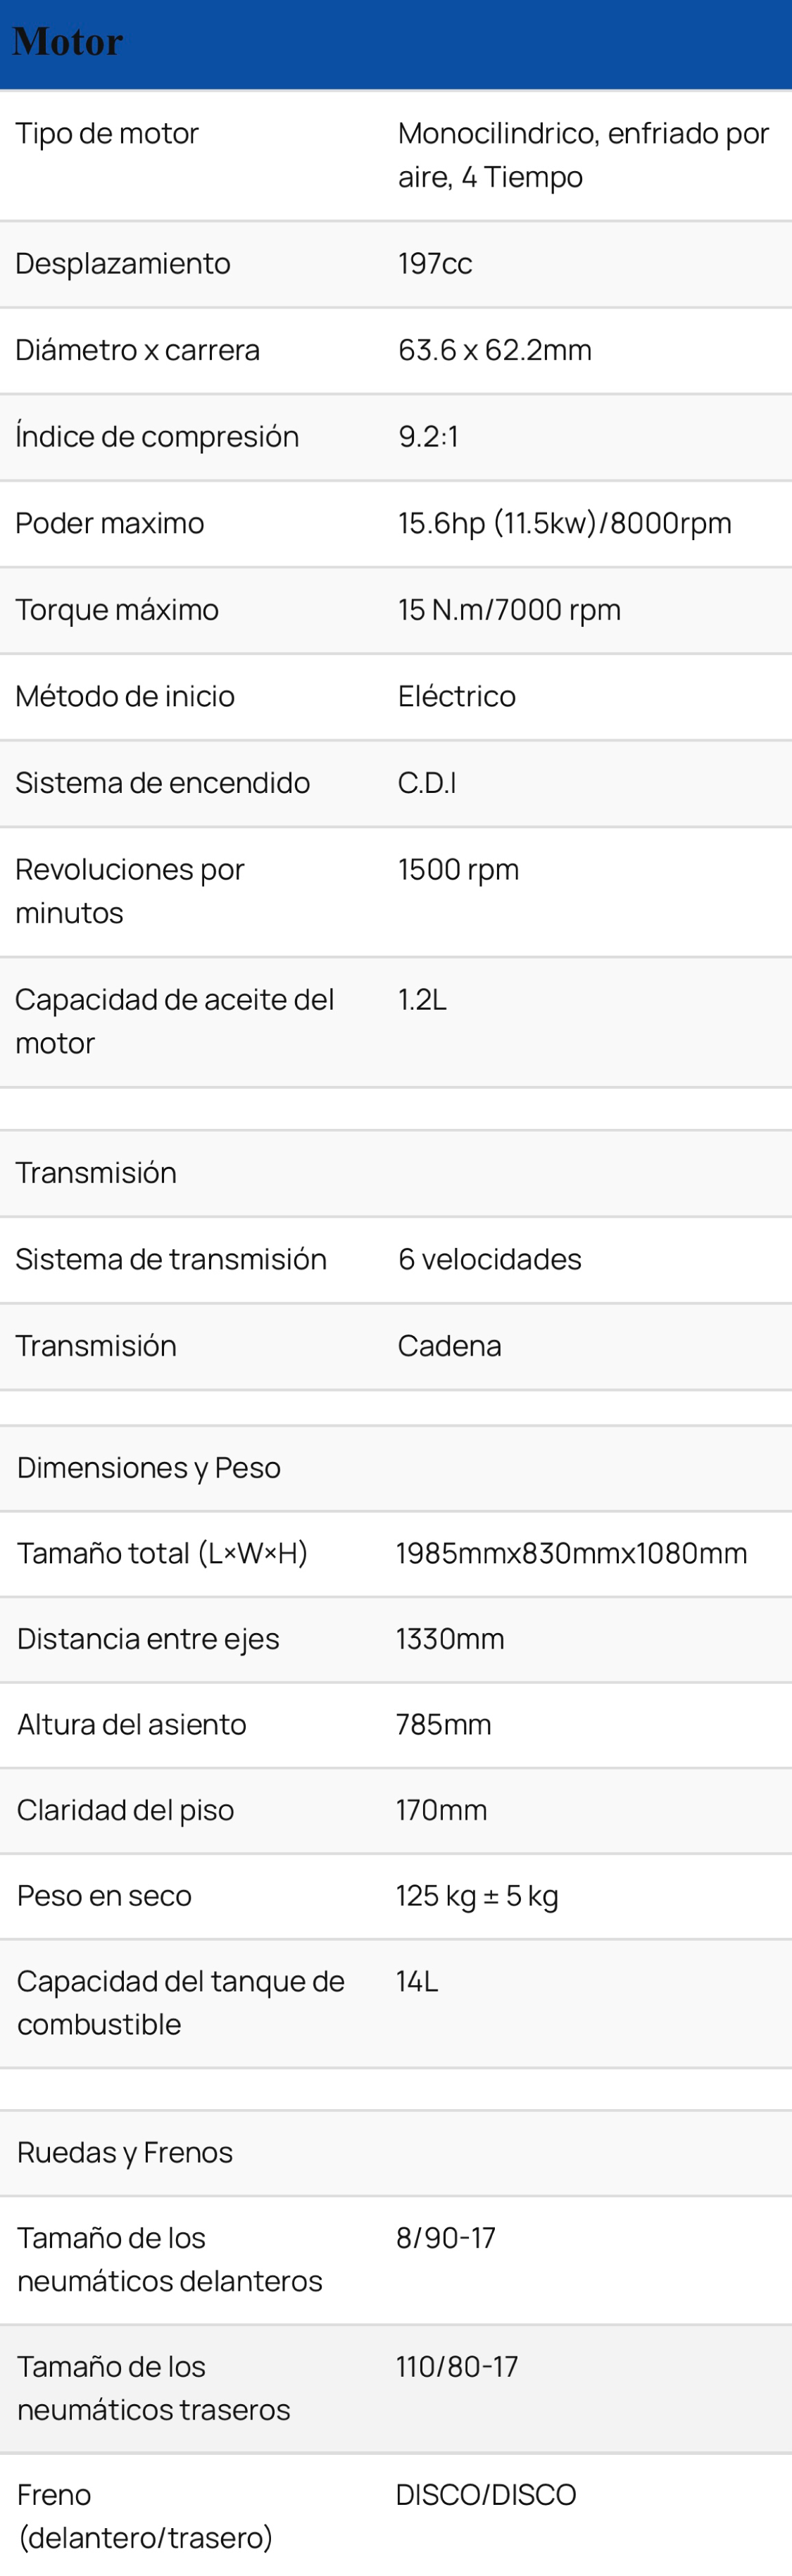 Motor
Tipo de motor
Monocilindrico, enfriado por
aire, 4 Tiempo
Desplazamiento
197cc
Diámetro x carrera
63.6 x 62.2mm
Índice de compresión
9.2:1
Poder maximo
15.6hp (11.5kw)/8000rpm
Torque máximo
15 N.m/7000 rpm
Método de inicio
Eléctrico
Sistema de encendido
C.D.I
Revoluciones por
minutos
1500 rpm
Capacidad de aceite del
motor
1.2L
Transmisión
Sistema de transmisión
6 velocidades
Transmisión
Cadena
Dimensiones y Peso
Tamaño total (L×W×H)
1985mmx830mmx1080mm
Distancia entre ejes
1330mm
Altura del asiento
785mm
Claridad del piso
170mm
Peso en seco
125 kg ± 5 kg
Capacidad del tanque de
combustible
14L
Ruedas y Frenos
Tamaño de los
neumáticos delanteros
8/90-17
Tamaño de los
neumáticos traseros
110/80-17
Freno
(delantero/trasero)
DISCO/DISCO